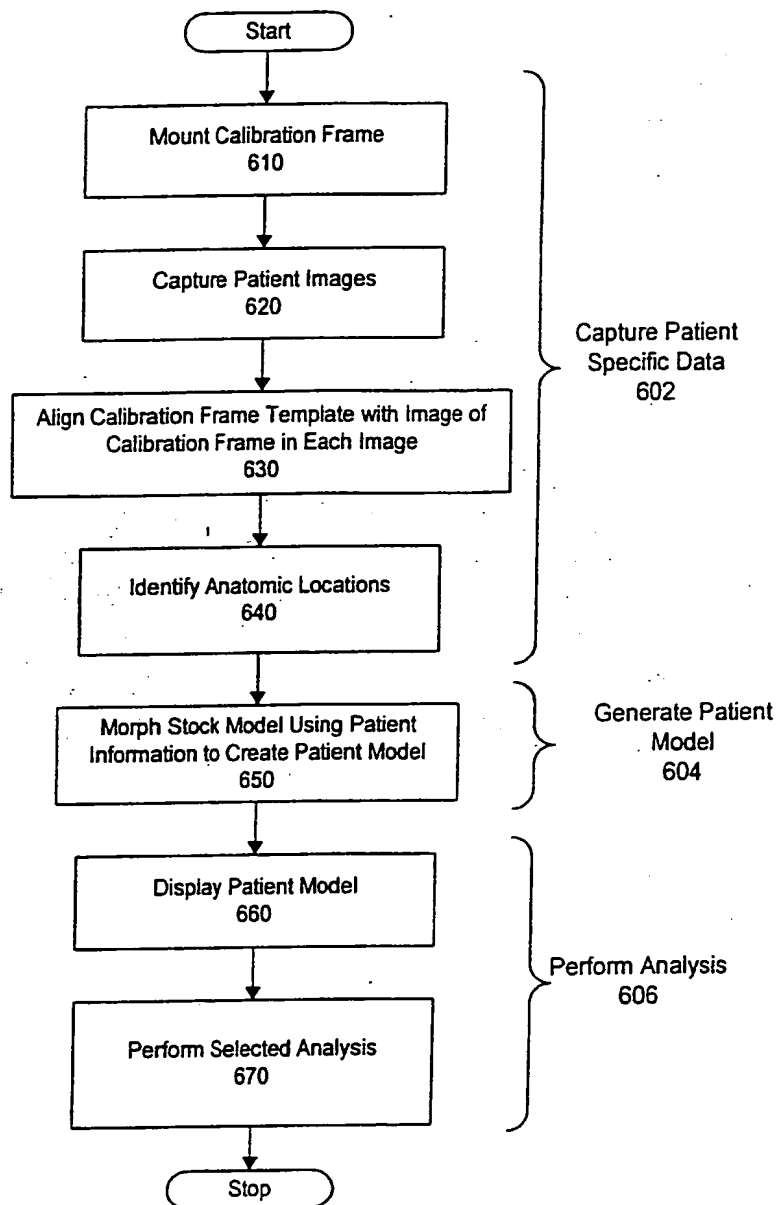 Start
Mount Calibration Frame
610
Capture Patient Images
620
Align Calibration Frame Template with Image of
Calibration Frame in Each Image
630
Identify Anatomic Locations
640
Capture Patient
Specific Data
602
Morph Stock Model Using Patient
Information to Create Patient Model
650
Generate Patient
Model
604
Display Patient Model
660
Perform Selected Analysis
670
Perform Analysis
606
Stop